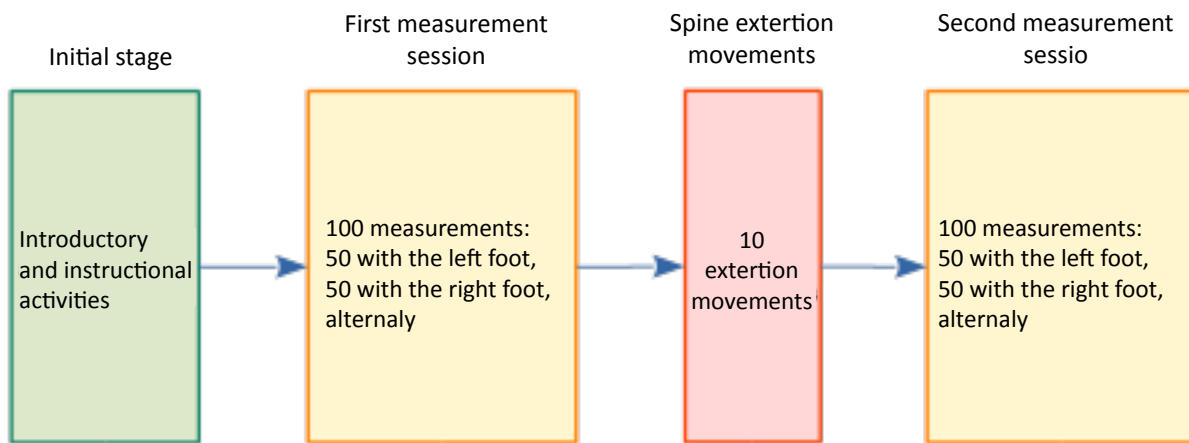 Initial stage
First measurement
session
Spine extertion
movements
Second measurement
sessio
Introductory
and instructional
activities
100 measurements:
50 with the left foot,
50 with the right foot,
alternaly
10
extertion
movements
100 measurements:
50 with the left foot,
50 with the right foot,
alternaly